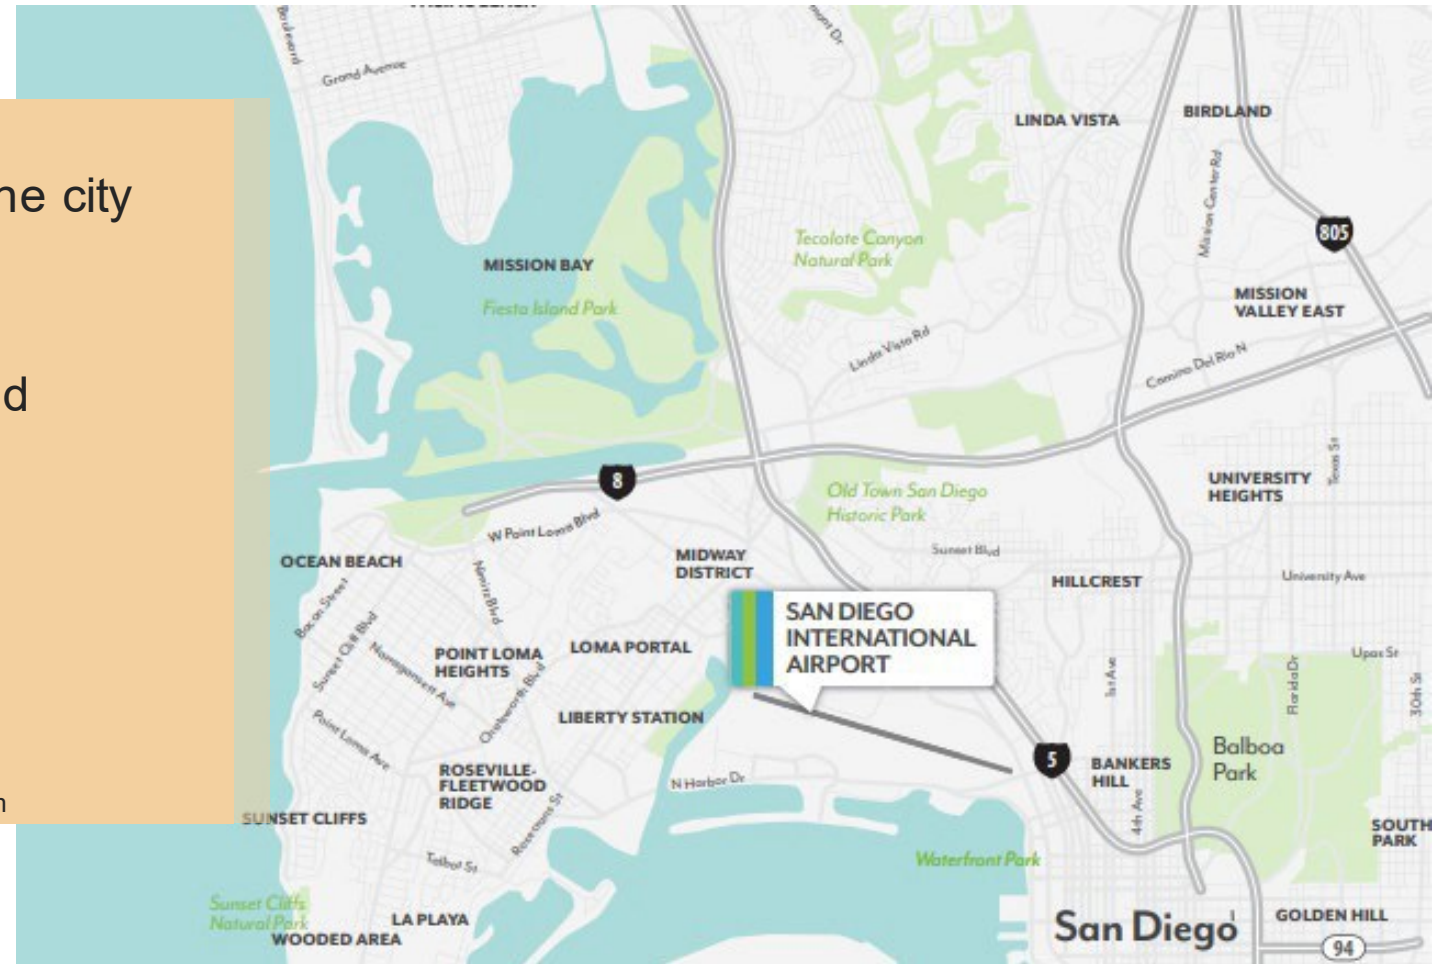 Boulevard
Grand Avenue
mont Dr
LINDA VISTA
BIRDLAND
Mission Center Rd
he city
805
Tecolote Canyon
Natural Park
MISSION BAY
Fiesta Island Park
MISSION
VALLEY EAST
Linda Vista Rd
Camino Del Rio N
d
8
Old Town San Diego
Historic Park
UNIVERSITY
HEIGHTS
Texas St
W Point Loma Blvd
OCEAN BEACH
MIDWAY
DISTRICT
Sunset Blvd
HILLCREST
University Ave
Bacon Street
Nimitz Blvd
SAN DIEGO
INTERNATIONAL
AIRPORT
Sunset Cliff Blvd
Narragansett Ave
POINT LOMA
HEIGHTS
LOMA PORTAL
Chatsworth Blvd
1st Ave
Florida Dr
Upas St
30th St
LIBERTY STATION
Point Loma Ave
5
BANKERS
HILL
Balboa
Park
ROSEVILLE-
FLEETWOOD
RIDGE
N Harbor Dr
n
SUNSET CLIFFS
Rosecrans St
4th Ave
SOUTH
PARK
Talbot St
Waterfront Park
Sunset Cliffs
Natural Park
LA PLAYA
WOODED AREA
San Diego
GOLDEN HILL
94